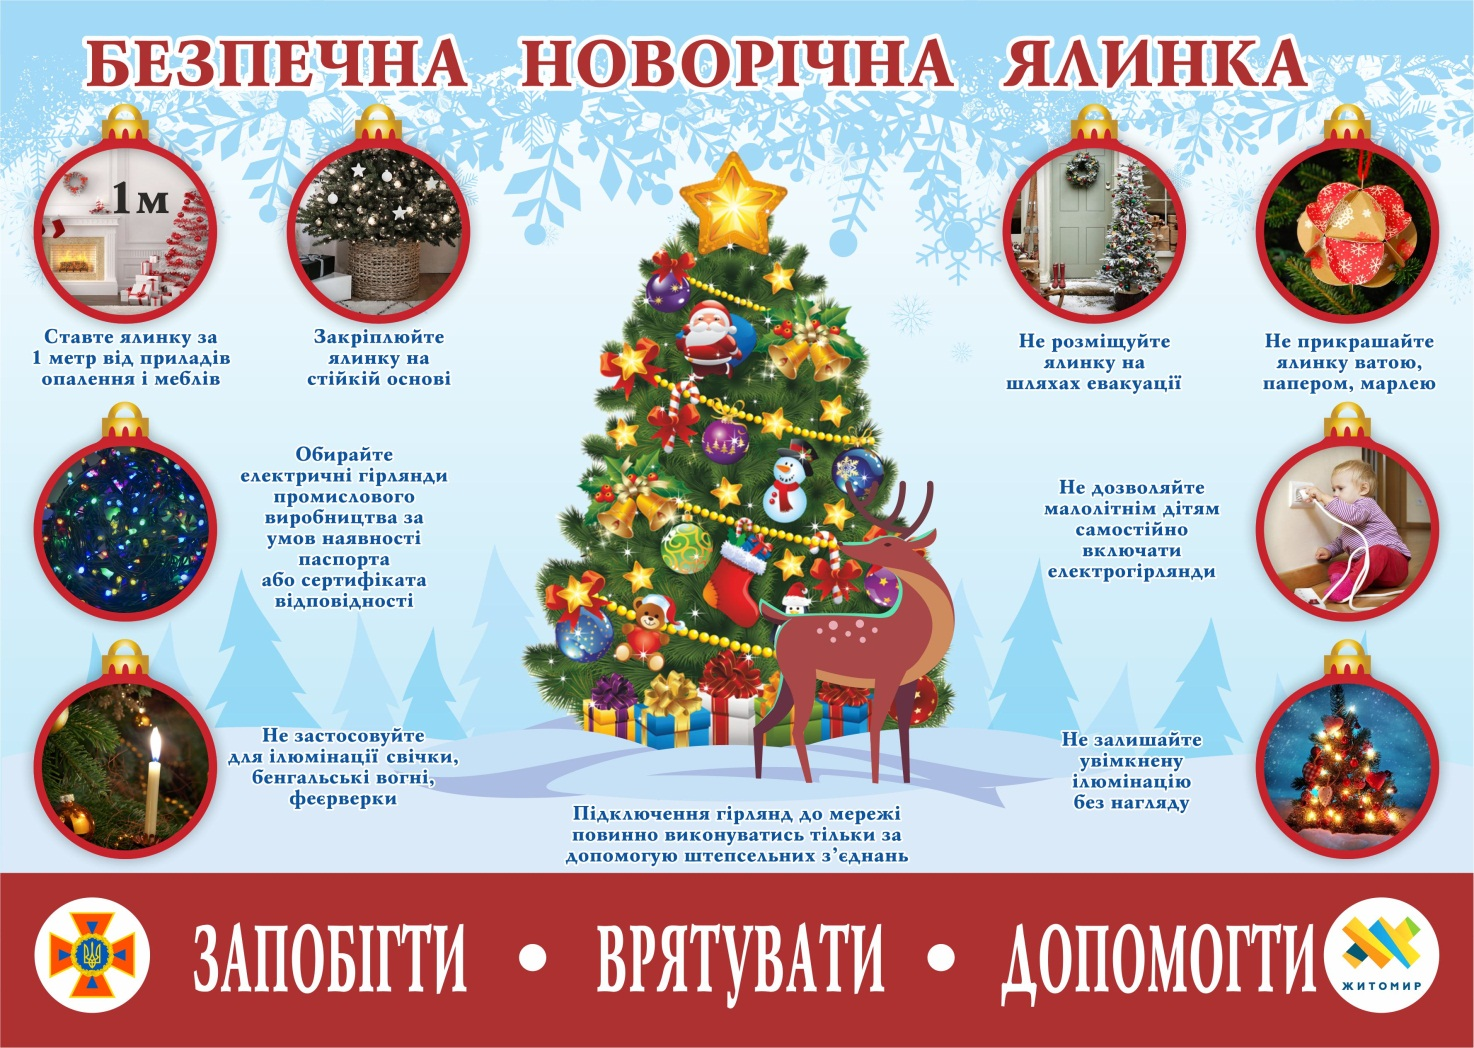 БЕЗПЕЧНА НОВОРІЧНА ЯЛИНКА
1м
Ставте ялинку за
1 метр від приладів
опалення і меблів
Закріплюйте
ялинку на
стійкій основі
Не розміщуйте
ялинку на
шляхах евакуації
Не прикрашайте
ялинку ватою,
папером, марлею
Обирайте
електричні гірлянди
промислового
виробництва за
умов наявності
паспорта
або сертифіката
відповідності
Не дозволяйте
малолітнім дітям
самостійно
включати
електрогірлянди
Не застосовуйте
для ілюмінації свічки,
бенгальські вогні,
феєрверки
Не залишайте
увімкнену
ілюмінацію
без нагляду
Підключення гірлянд до мережі
повинно виконуватись тільки за
допомогую штепсельних з’єднань
ЗАПОБІГТИ • ВРЯТУВАТИ • ДОПОМОГТИ
ЖИТОМИР